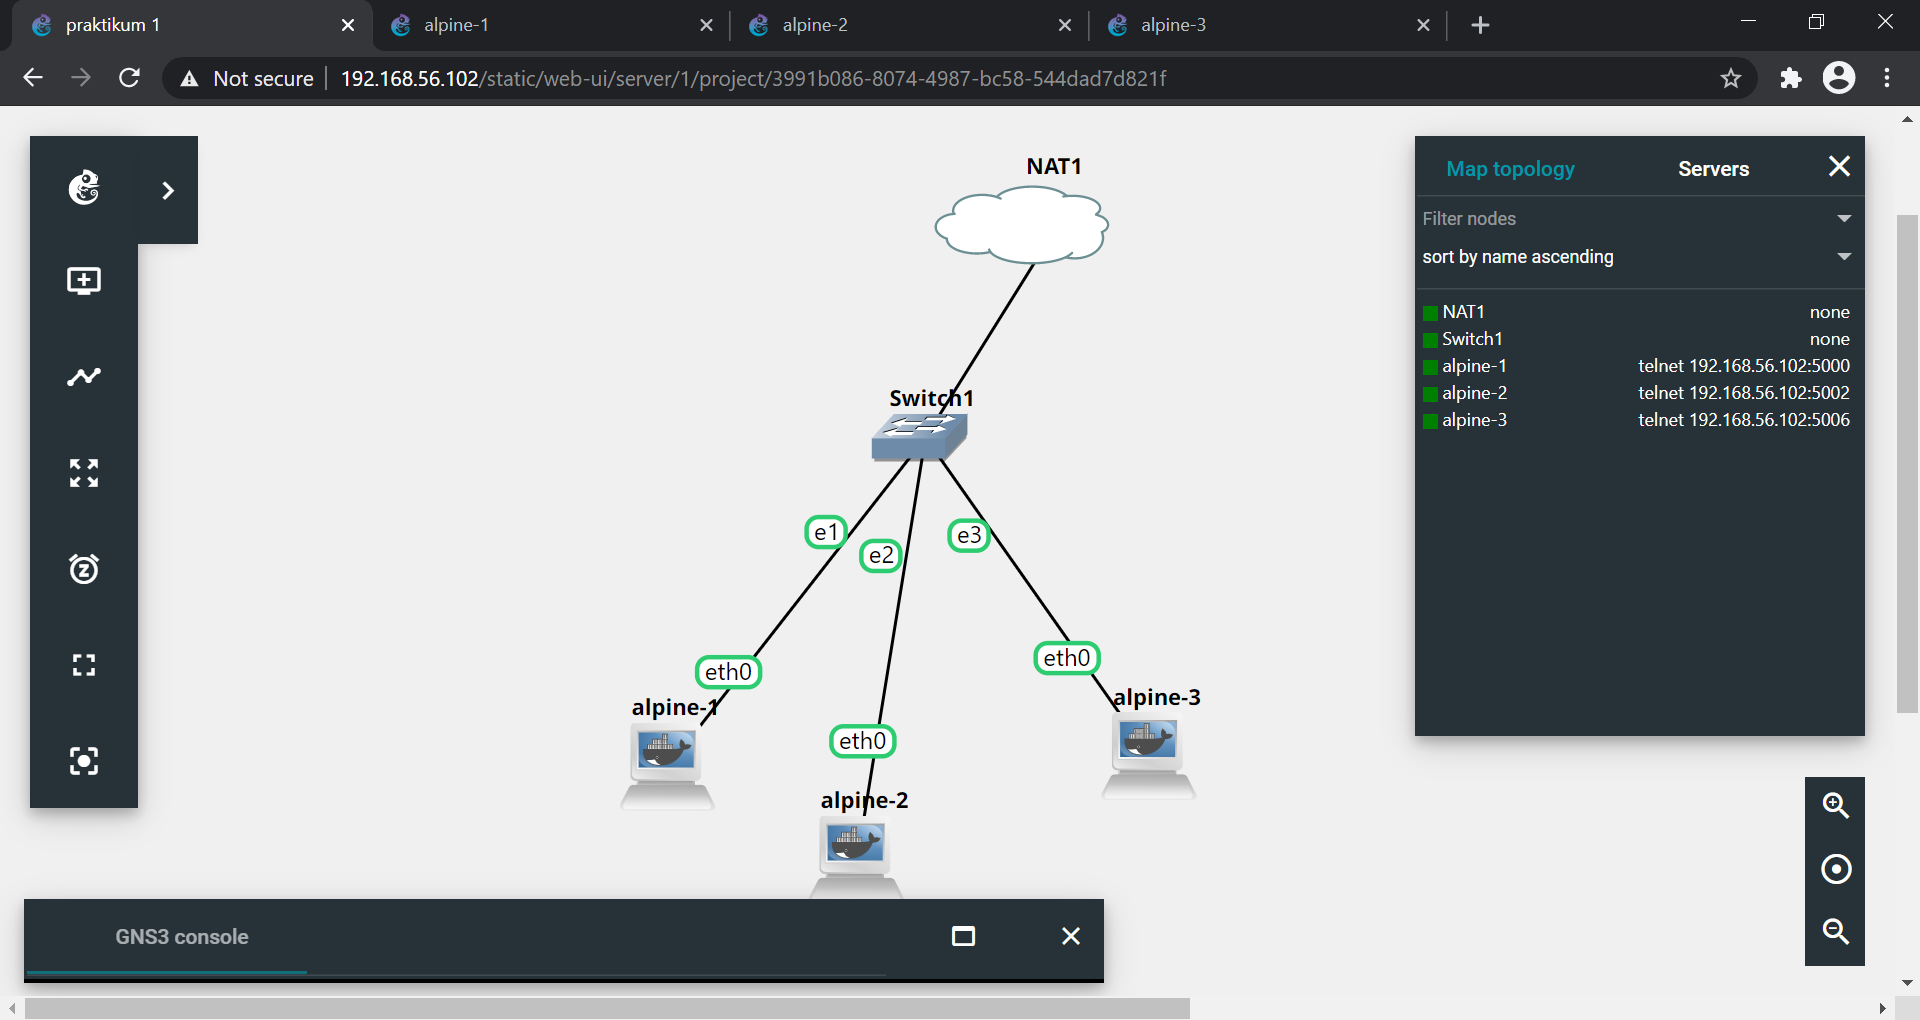 praktikum 1
alpine-1
alpine-2
alpine-3
Not secure
192.168.56.102/static/web-ui/server/1/project/3991b086-8074-4987-bc58-544dad7d821f
NAT1
Switch1
e1
e2
e3
eth0
eth0
eth0
alpine-1
alpine-2
alpine-3
Map topology
Servers
Filter nodes
sort by name ascending
NAT1 none
Switch1 none
alpine-1 telnet 192.168.56.102:5000
alpine-2 telnet 192.168.56.102:5002
alpine-3 telnet 192.168.56.102:5006
GNS3 console